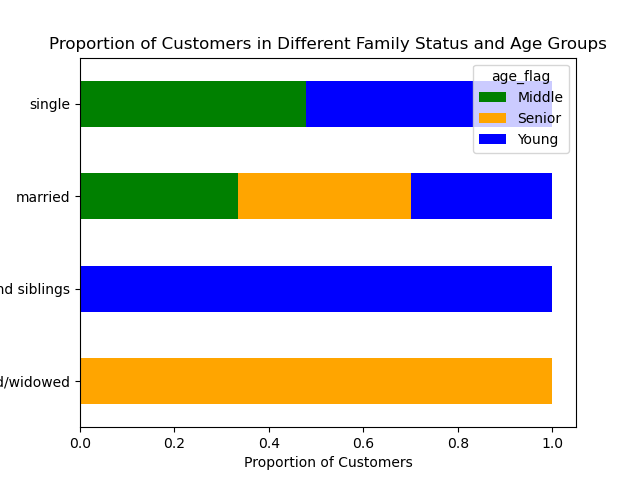 Proportion of Customers in Different Family Status and Age Groups
age_flag
Middle
Senior
Young
single
married
siblings
/widowed
0.0 0.2 0.4 0.6 0.8 1.0
Proportion of Customers